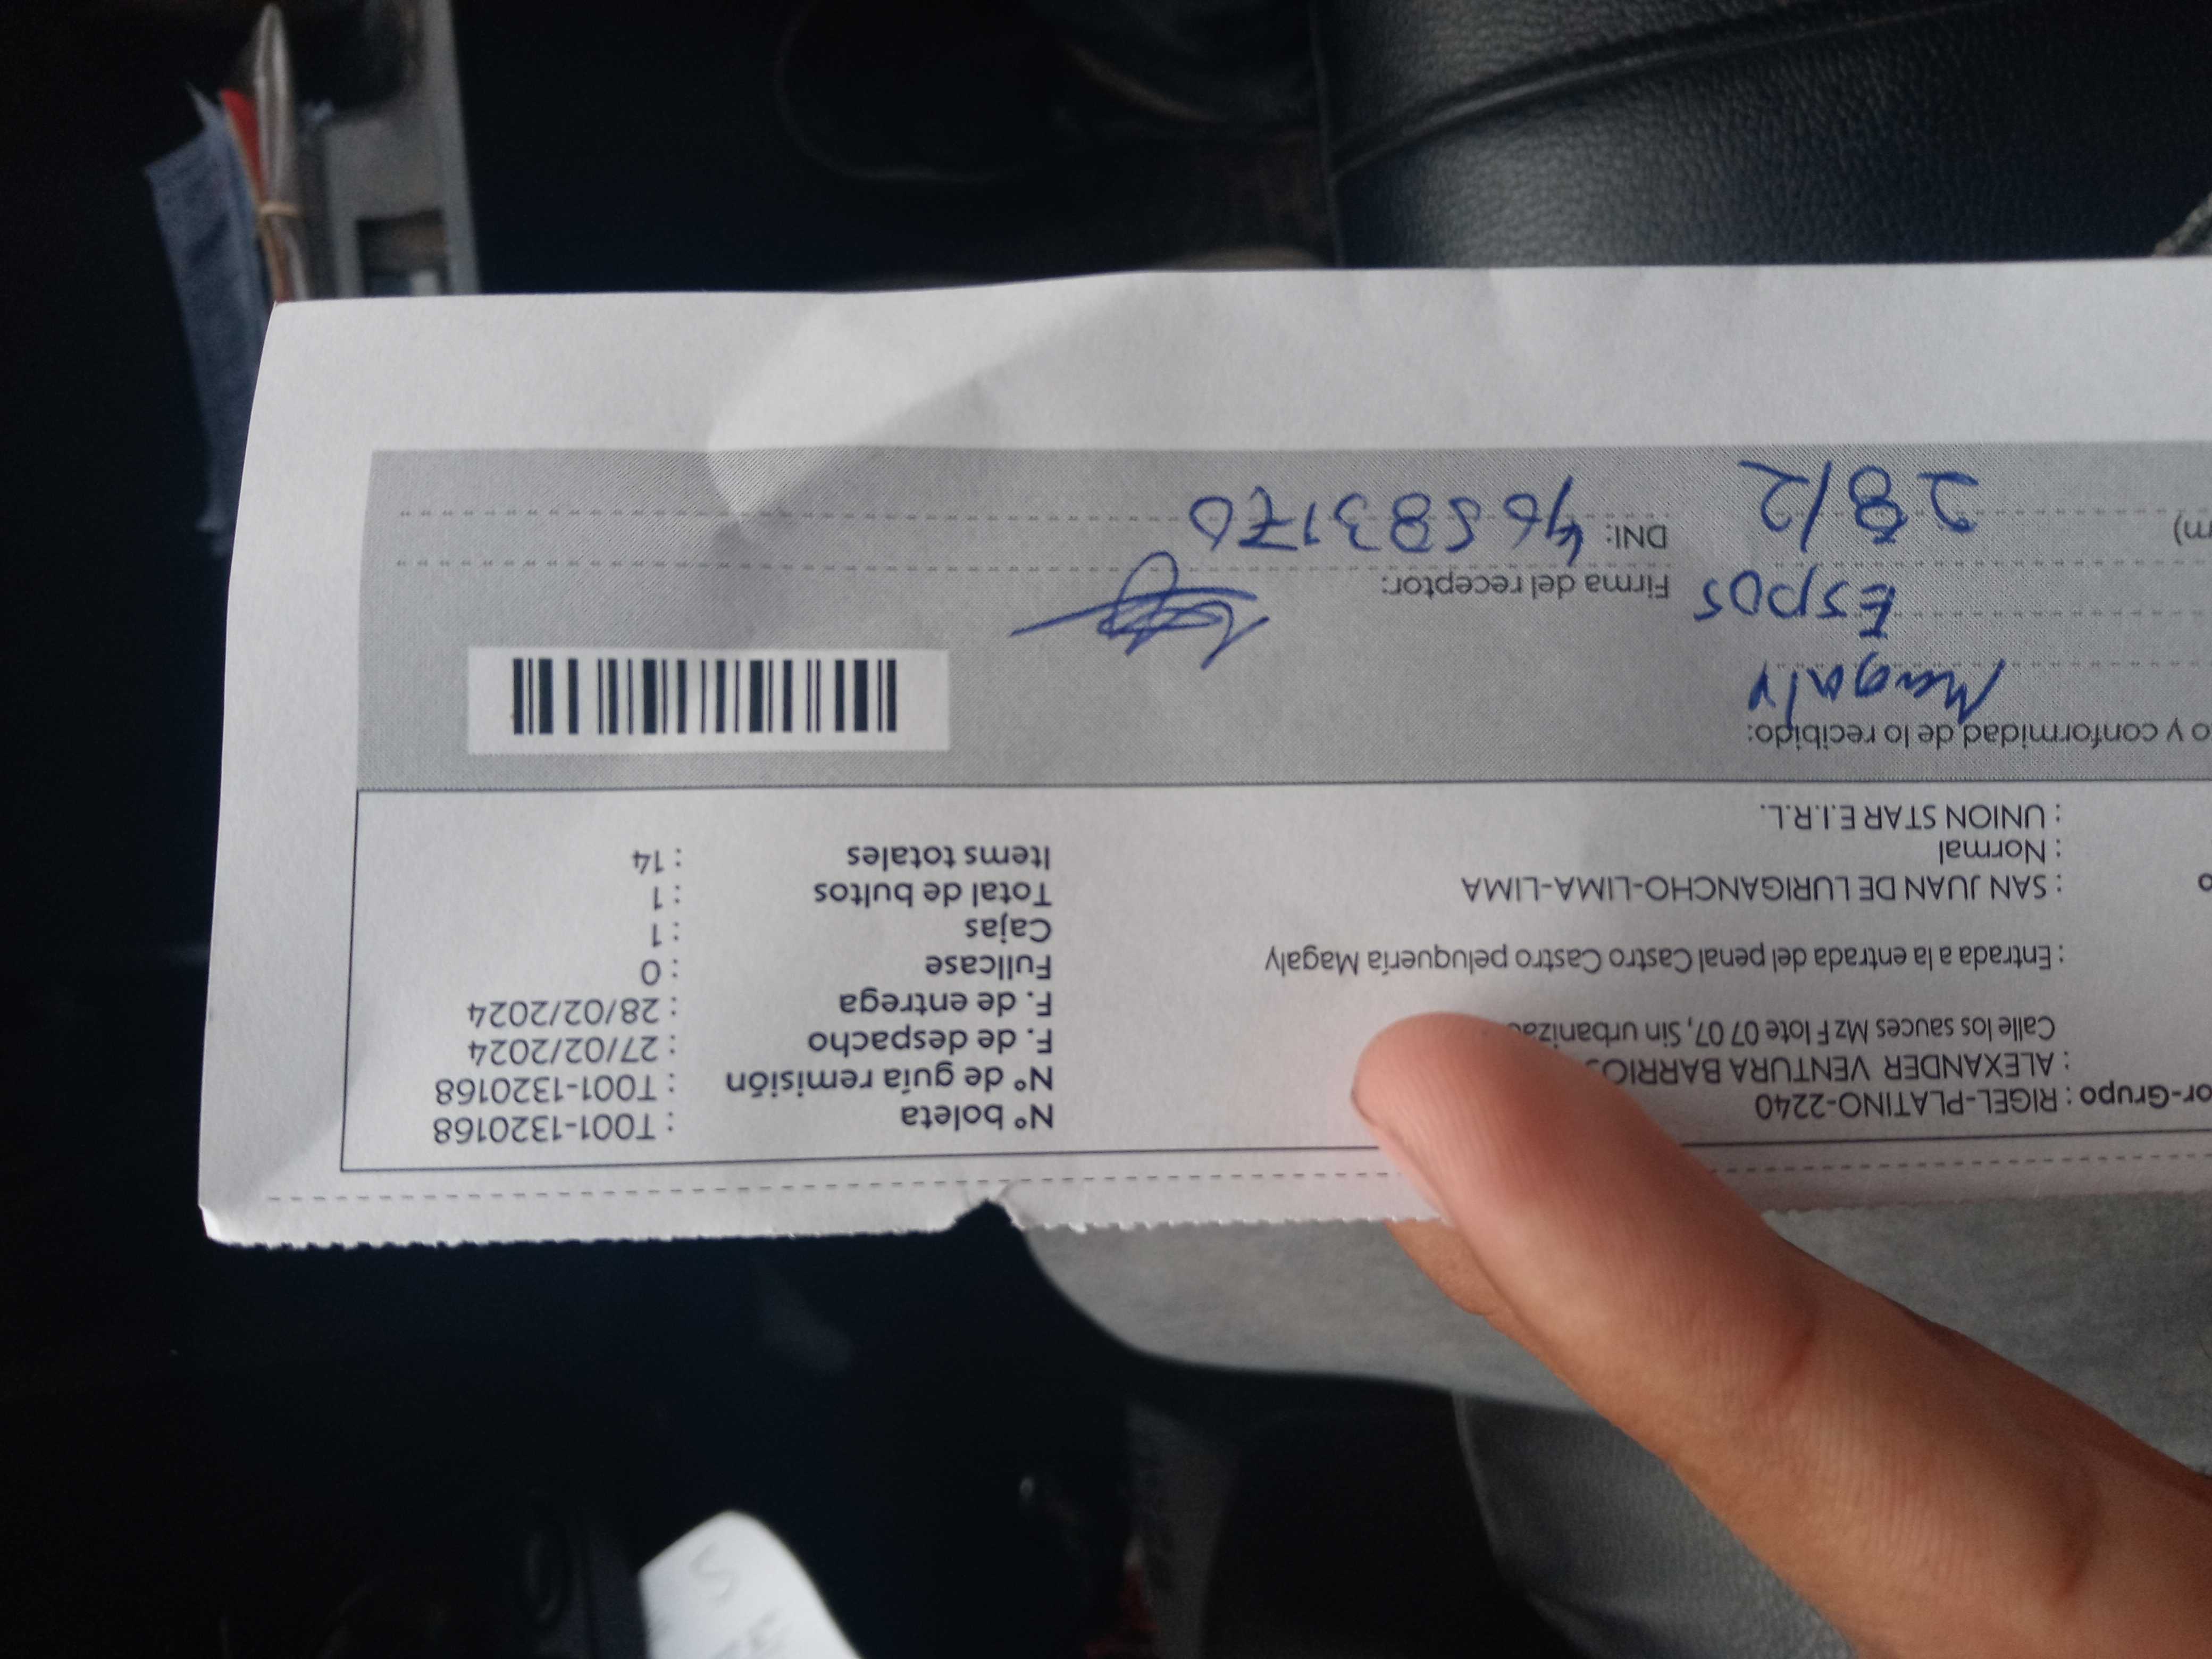 or-Grupo : RIGEL-PLATINO-2240
: ALEXANDER VENTURA BARRIOS
Calle los sauces Mz F lote 07 07, Sin
: Entrada a la entrada del penal Castro Castro peluquería Magaly
o : SAN JUAN DE LURIGANCHO-LIMA-LIMA
: Normal
: UNION STAR E.I.R.L.
Nº boleta : T001-1320168
Nº de guía remisión : T001-1320168
F. de despacho : 27/02/2024
F. de entrega : 28/02/2024
Fullcase : 0
Cajas : 1
Total de bultos : 1
Items totales : 14
o y conformidad de lo recibido:
Magaly
Espos
Firma del receptor:
m) 28/2
DNI: